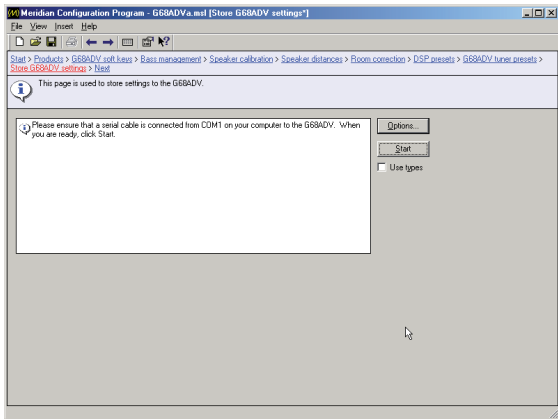 Meridian Configuration Program - G68ADVa.msl [Store G68ADV settings*]
File View Insert Help
Start > Products > G68ADV soft keys > Bass management > Speaker calibration > Speaker distances > Room correction > DSP presets > G68ADV tuner presets >
Store G68ADV settings > Next
This page is used to store settings to the G68ADV.
Please ensure that a serial cable is connected from COM1 on your computer to the G68ADV. When
you are ready, click Start.
Options...
Start
Use types